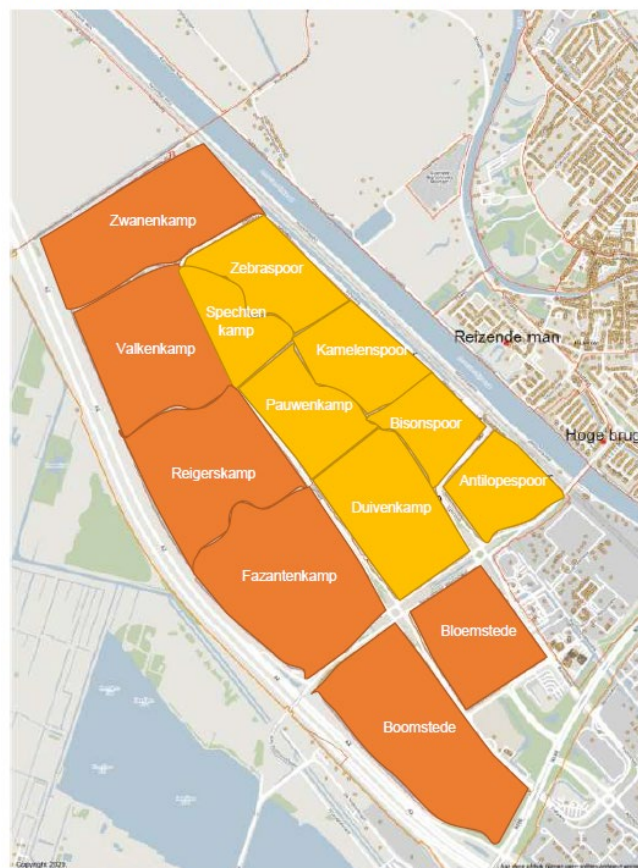 Zwanenkamp
Zebraspoor
Spechten
kamp
Valkenkamp
Kamelenspoor
Reizende man
Pauwenkamp
Bisonspoor
Hoge brug
Reigerskamp
Antilopespoor
Duivenkamp
Fazantenkamp
Bloemstede
Boomstede